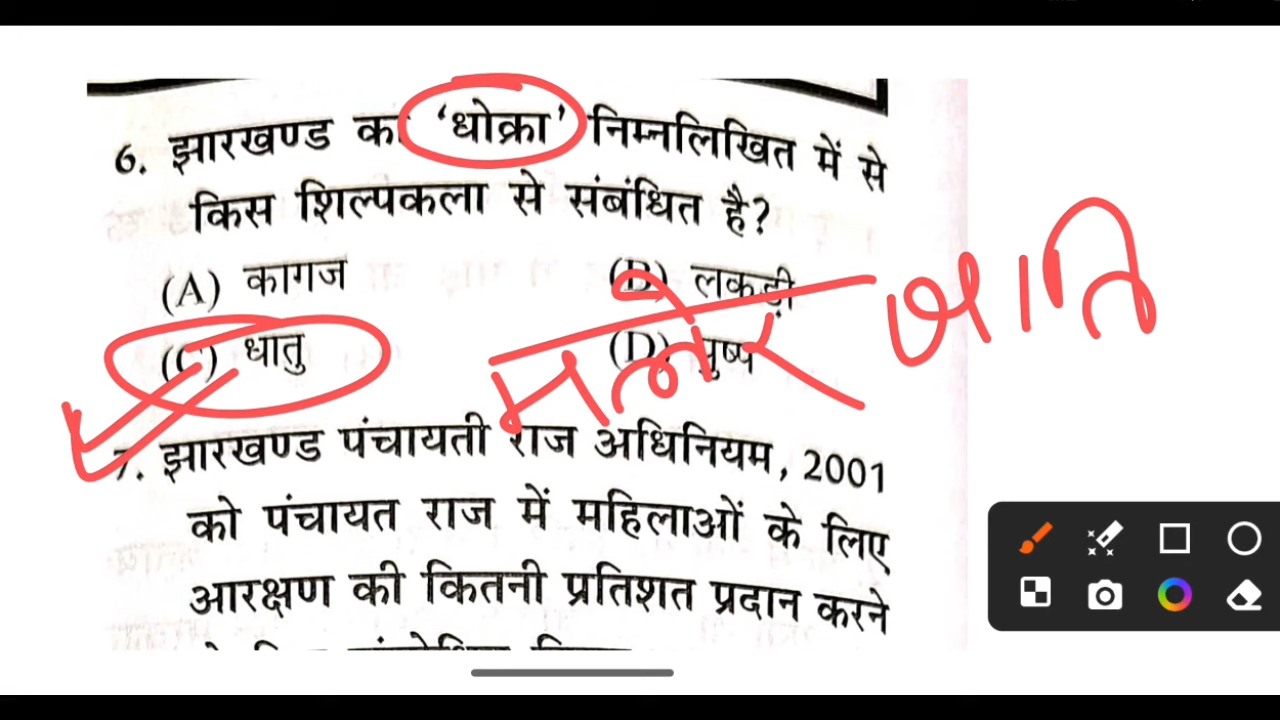 6. झारखण्ड का 'धोक्रा' निम्नलिखित में से
किस शिल्पकला से संबंधित है?
(A) कागज (B) लकड़ी
(C) धातु (D) पुष्प
जाति
7. झारखण्ड पंचायती राज अधिनियम, 2001
को पंचायत राज में महिलाओं के लिए
आरक्षण की कितनी प्रतिशत प्रदान करने